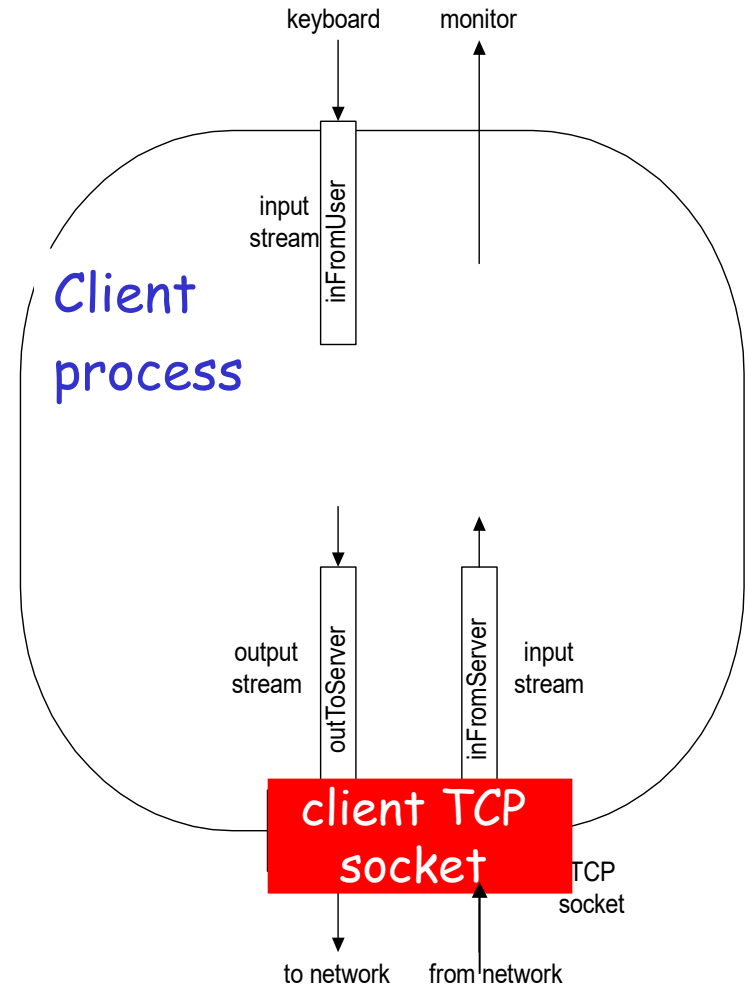 keyboard
monitor
input
stream
inFromUser
Client
process
output
stream
outToServer
inFromServer
input
stream
client TCP
socket
TCP
socket
to network
from network